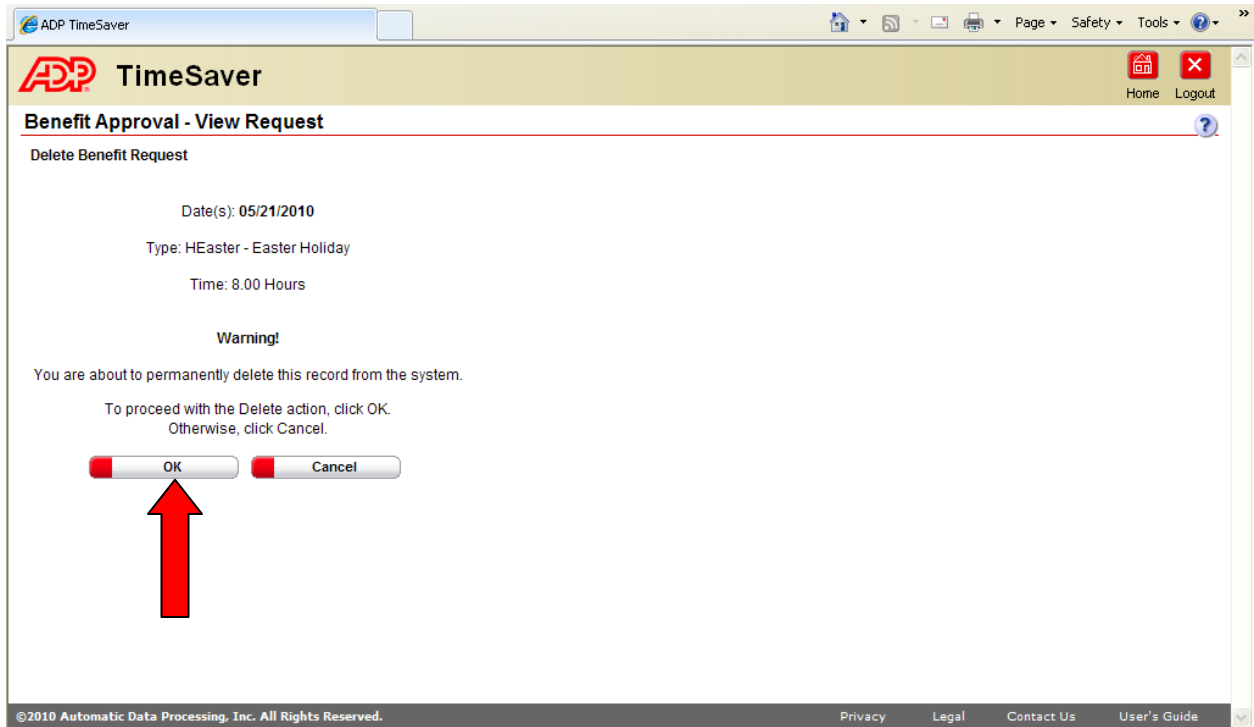 ADP TimeSaver
Page Safety Tools »
ADP TimeSaver
Home Logout
Benefit Approval - View Request
?
Delete Benefit Request
Date(s): 05/21/2010
Type: HEaster - Easter Holiday
Time: 8.00 Hours
Warning!
You are about to permanently delete this record from the system.
To proceed with the Delete action, click OK.
Otherwise, click Cancel.
OK Cancel
©2010 Automatic Data Processing, Inc. All Rights Reserved. Privacy Legal Contact Us User's Guide